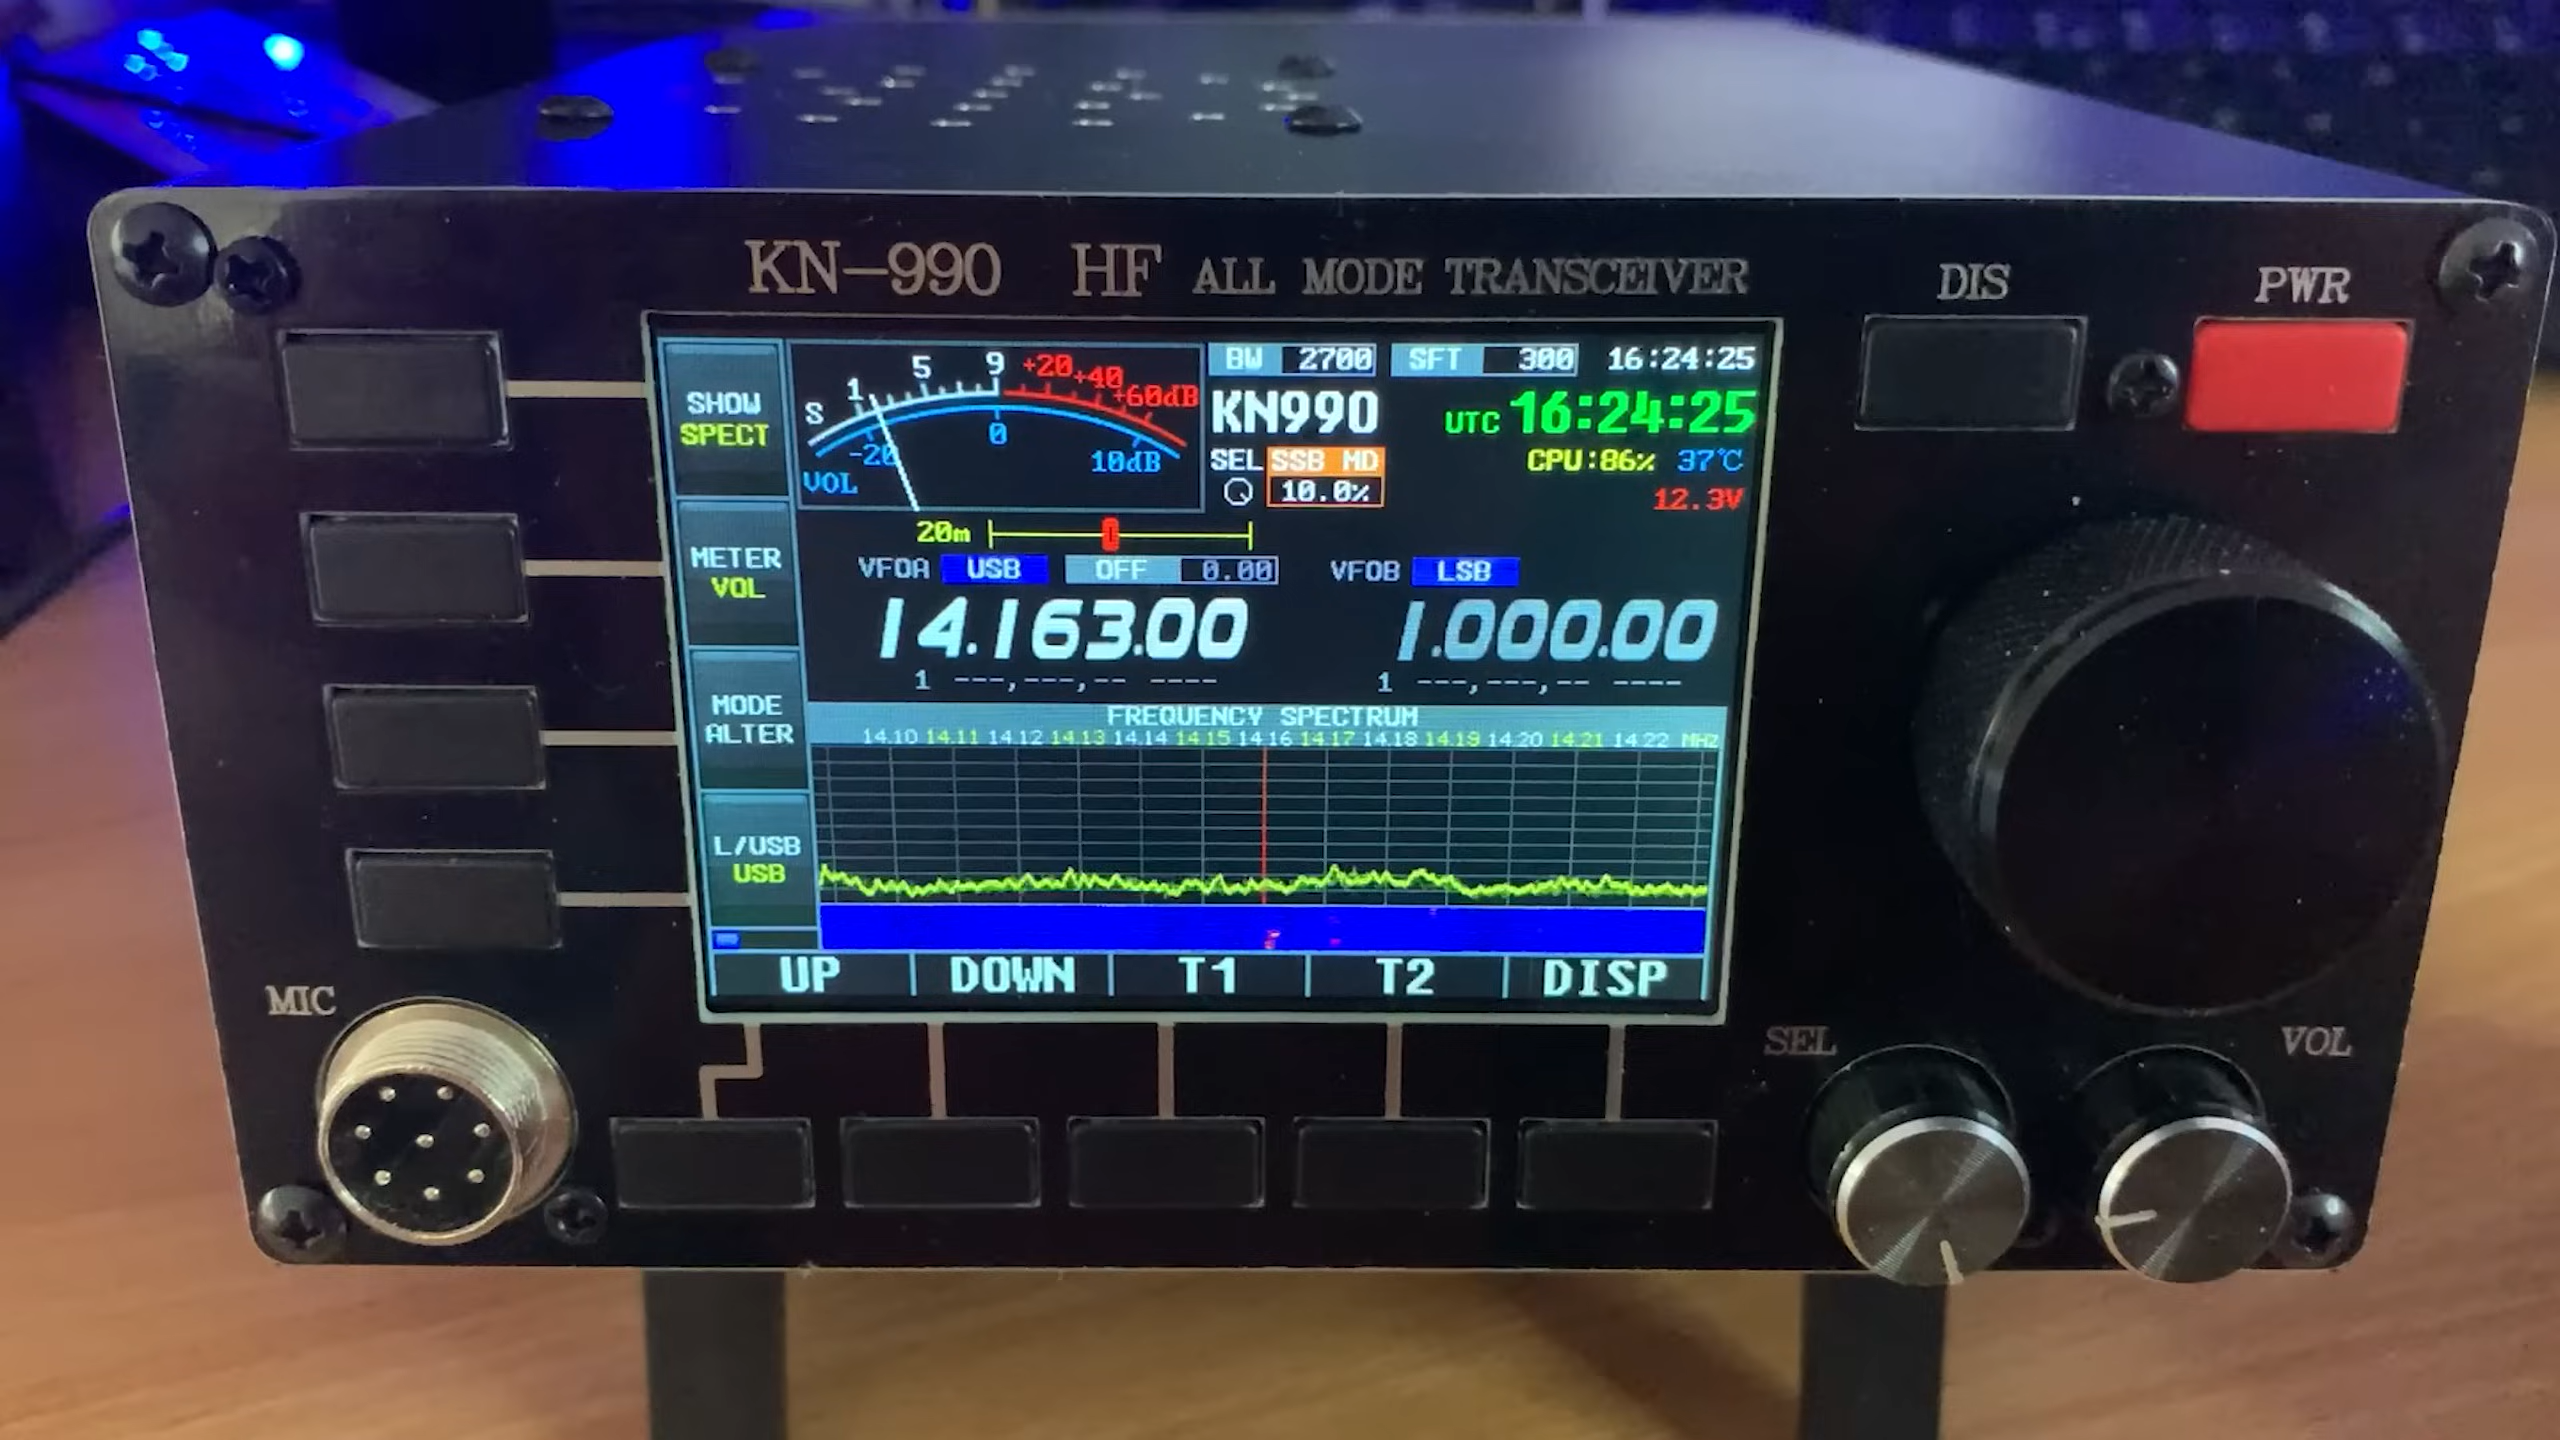 KN-990 HF ALL MODE TRANSCEIVER
DIS
PWR
SHOW
SPECT
METER
VOL
MODE
ALTER
L/USB
USB
S 1 5 9 +20 +40 +60dB
-20 0 10dB
VOL
BW 2700 SFT 300 16:24:25
KN990 UTC 16:24:25
SEL SSB MD CPU:86% 37℃
10.0% 12.3V
20m
VFOA USB OFF 0.00 VFOB LSB
14.163.00 1.000.00
1 ---,---,-- ---- 1 ---,---,-- ----
FREQUENCY SPECTRUM
14.10 14.11 14.12 14.13 14.14 14.15 14.16 14.17 14.18 14.19 14.20 14.21 14.22 MHZ
UP DOWN T1 T2 DISP
MIC
SEL
VOL